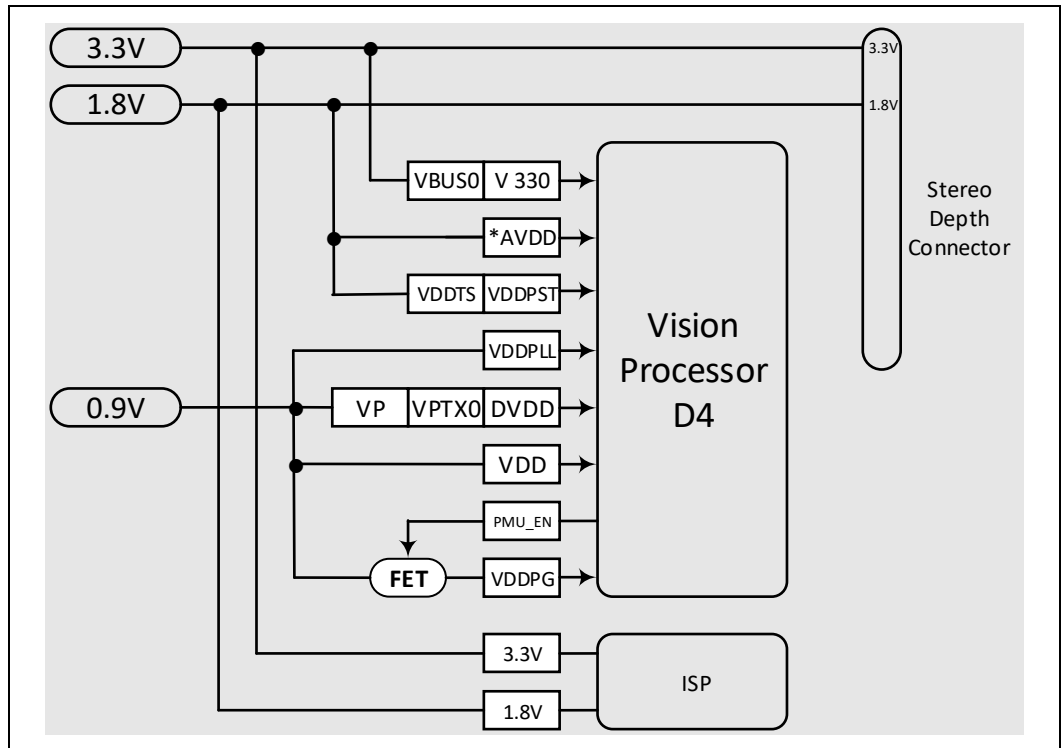 3.3V
3.3V
1.8V
1.8V
VBUS0 V 330
Stereo
Depth
Connector
*AVDD
VDDTS VDDPST
Vision
Processor
D4
VDDPLL
0.9V
VP VPTX0 DVDD
VDD
PMU_EN
FET
VDDPG
3.3V
ISP
1.8V